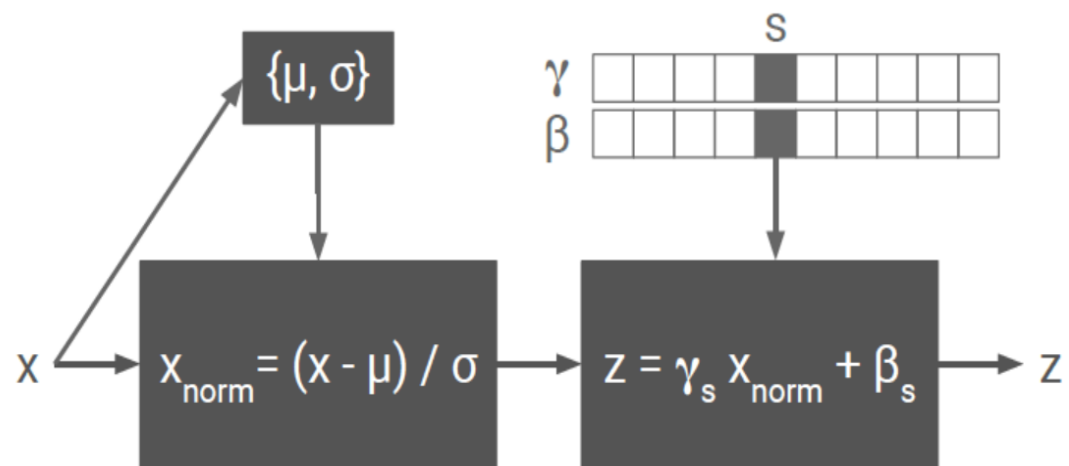 {μ, σ}
s
γ
β
x
x_norm = (x - μ) / σ
z = γ_s x_norm + β_s
z